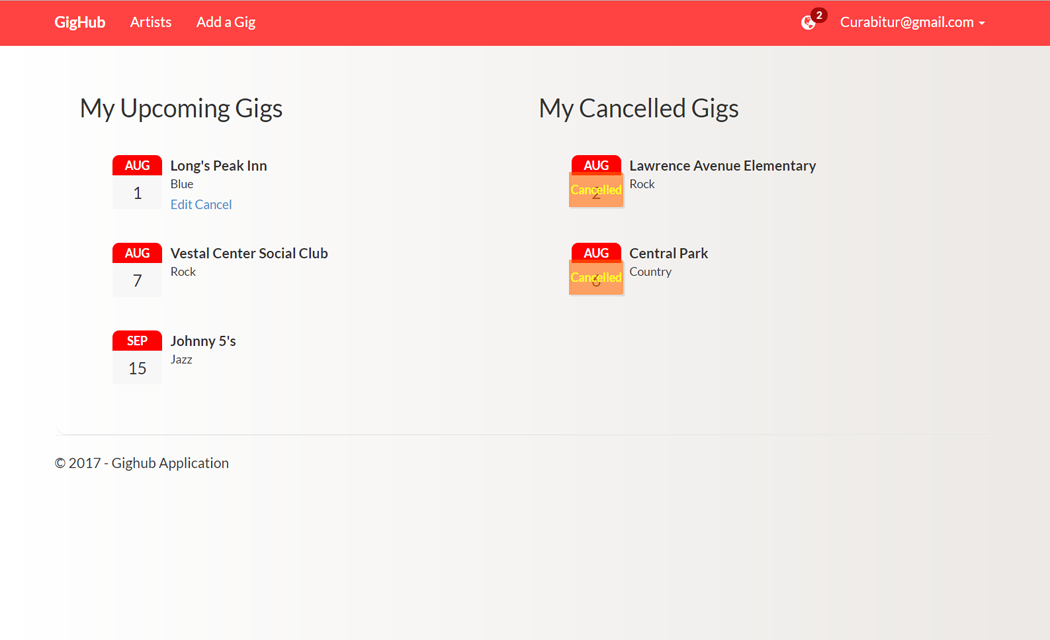 GigHub Artists Add a Gig 2 Curabitur@gmail.com
My Upcoming Gigs
AUG
1
Long's Peak Inn
Blue
Edit Cancel
AUG
7
Vestal Center Social Club
Rock
SEP
15
Johnny 5's
Jazz
My Cancelled Gigs
AUG
2
Cancelled
Lawrence Avenue Elementary
Rock
AUG
6
Cancelled
Central Park
Country
© 2017 - Gighub Application